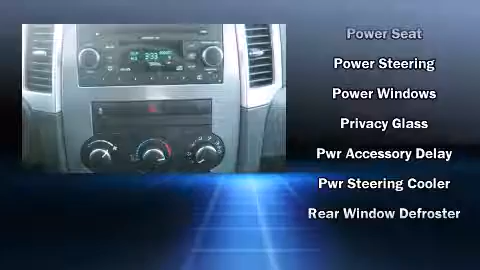 Power Seat
Power Steering
Power Windows
Privacy Glass
Pwr Accessory Delay
Pwr Steering Cooler
Rear Window Defroster